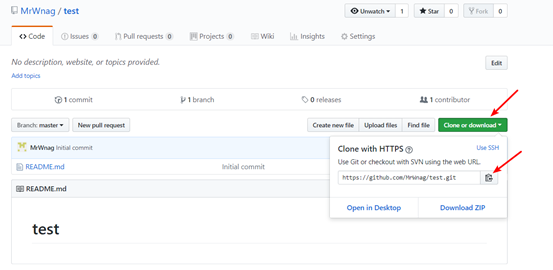 MrWnag / test
Unwatch 1
Star 0
Fork 0
Code
Issues 0
Pull requests 0
Projects 0
Wiki
Insights
Settings
No description, website, or topics provided.
Edit
Add topics
1 commit
1 branch
0 releases
1 contributor
Branch: master
New pull request
Create new file
Upload files
Find file
Clone or download
MrWnag Initial commit
README.md
Initial commit
Clone with HTTPS
Use SSH
Use Git or checkout with SVN using the web URL.
https://github.com/MrWnag/test.git
Open in Desktop
Download ZIP
README.md
test